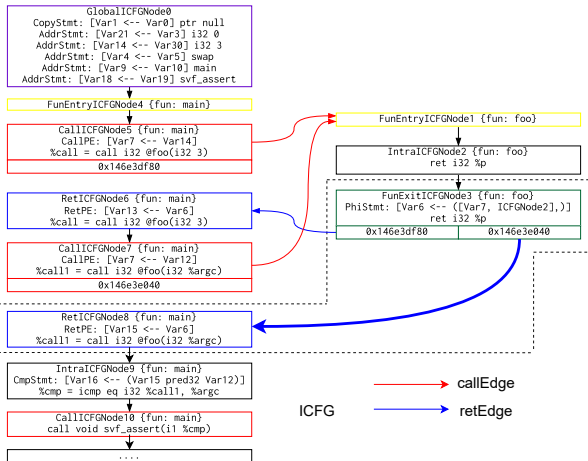 GlobalICFGNode0
CopyStmt: [Var1 <-- Var0] ptr null
AddrStmt: [Var21 <-- Var3] i32 0
AddrStmt: [Var14 <-- Var30] i32 3
AddrStmt: [Var4 <-- Var5] swap
AddrStmt: [Var9 <-- Var10] main
AddrStmt: [Var18 <-- Var19] svf_assert
FunEntryICFGNode4 {fun: main}
CallICFGNode5 {fun: main}
CallPE: [Var7 <-- Var14]
%call = call i32 @foo(i32 3)
0x146e3df80
RetICFGNode6 {fun: main}
RetPE: [Var13 <-- Var6]
%call = call i32 @foo(i32 3)
CallICFGNode7 {fun: main}
CallPE: [Var7 <-- Var12]
%call1 = call i32 @foo(i32 %argc)
0x146e3e040
RetICFGNode8 {fun: main}
RetPE: [Var15 <-- Var6]
%call1 = call i32 @foo(i32 %argc)
IntraICFGNode9 {fun: main}
CmpStmt: [Var16 <-- (Var15 pred32 Var12)]
%cmp = icmp eq i32 %call1, %argc
CallICFGNode10 {fun: main}
call void svf_assert(i1 %cmp)
....
FunEntryICFGNode1 {fun: foo}
IntraICFGNode2 {fun: foo}
ret i32 %p
FunExitICFGNode3 {fun: foo}
PhiStmt: [Var6 <-- ([Var7, ICFGNode2],)]
ret i32 %p
0x146e3df80
0x146e3e040
ICFG
callEdge
retEdge